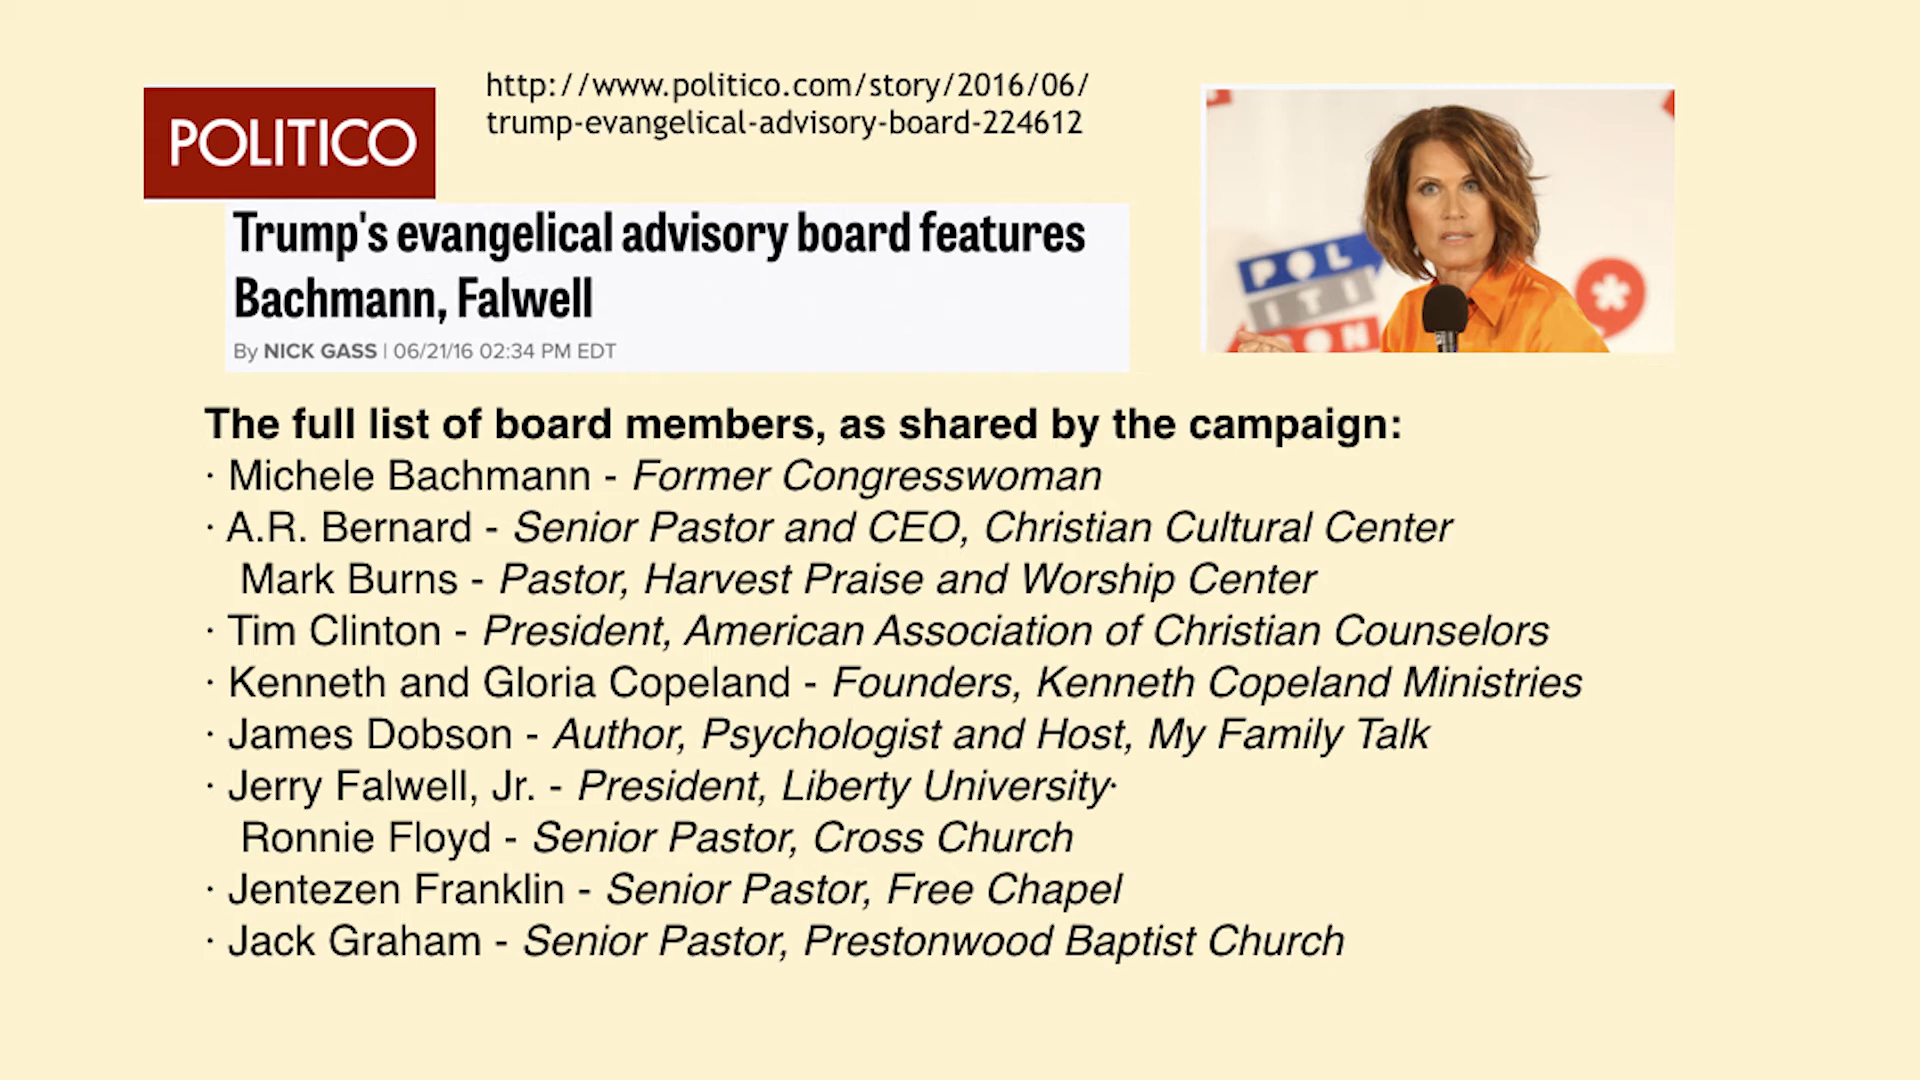 POLITICO
http://www.politico.com/story/2016/06/
trump-evangelical-advisory-board-224612
Trump's evangelical advisory board features
Bachmann, Falwell
By NICK GASS | 06/21/16 02:34 PM EDT
POL
ITI
ON
The full list of board members, as shared by the campaign:
· Michele Bachmann - Former Congresswoman
· A.R. Bernard - Senior Pastor and CEO, Christian Cultural Center
Mark Burns - Pastor, Harvest Praise and Worship Center
· Tim Clinton - President, American Association of Christian Counselors
· Kenneth and Gloria Copeland - Founders, Kenneth Copeland Ministries
· James Dobson - Author, Psychologist and Host, My Family Talk
· Jerry Falwell, Jr. - President, Liberty University·
Ronnie Floyd - Senior Pastor, Cross Church
· Jentezen Franklin - Senior Pastor, Free Chapel
· Jack Graham - Senior Pastor, Prestonwood Baptist Church